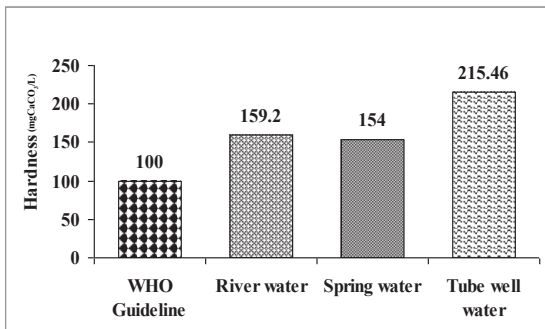 Hardness (mgCaCO₃/L)
250
200
150
100
50
0
100
159.2
154
215.46
WHO
Guideline
River water
Spring water
Tube well
water